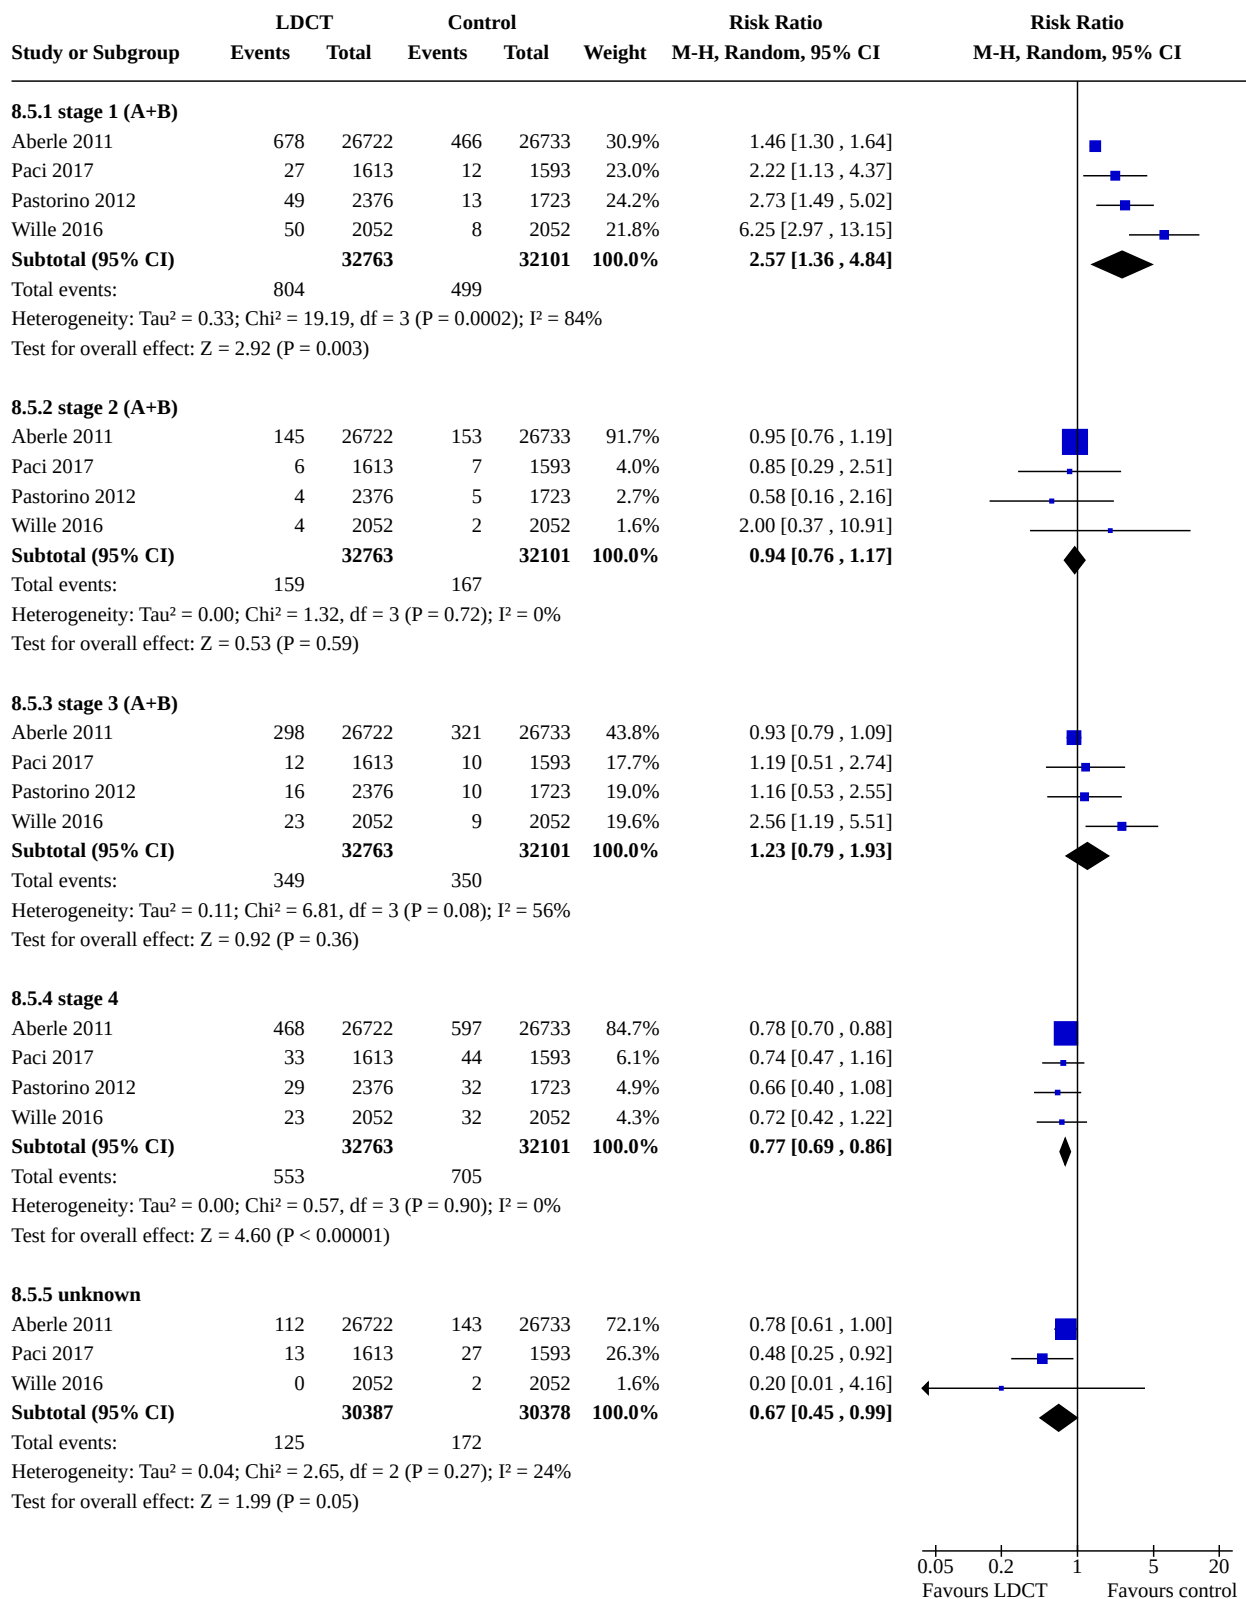 LDCT Control Risk Ratio Risk Ratio
Study or Subgroup Events Total Events Total Weight M-H, Random, 95% CI M-H, Random, 95% CI
8.5.1 stage 1 (A+B)
Aberle 2011 678 26722 466 26733 30.9% 1.46 [1.30 , 1.64]
Paci 2017 27 1613 12 1593 23.0% 2.22 [1.13 , 4.37]
Pastorino 2012 49 2376 13 1723 24.2% 2.73 [1.49 , 5.02]
Wille 2016 50 2052 8 2052 21.8% 6.25 [2.97 , 13.15]
Subtotal (95% CI) 32763 32101 100.0% 2.57 [1.36 , 4.84]
Total events: 804 499
Heterogeneity: Tau² = 0.33; Chi² = 19.19, df = 3 (P = 0.0002); I² = 84%
Test for overall effect: Z = 2.92 (P = 0.003)
8.5.2 stage 2 (A+B)
Aberle 2011 145 26722 153 26733 91.7% 0.95 [0.76 , 1.19]
Paci 2017 6 1613 7 1593 4.0% 0.85 [0.29 , 2.51]
Pastorino 2012 4 2376 5 1723 2.7% 0.58 [0.16 , 2.16]
Wille 2016 4 2052 2 2052 1.6% 2.00 [0.37 , 10.91]
Subtotal (95% CI) 32763 32101 100.0% 0.94 [0.76 , 1.17]
Total events: 159 167
Heterogeneity: Tau² = 0.00; Chi² = 1.32, df = 3 (P = 0.72); I² = 0%
Test for overall effect: Z = 0.53 (P = 0.59)
8.5.3 stage 3 (A+B)
Aberle 2011 298 26722 321 26733 43.8% 0.93 [0.79 , 1.09]
Paci 2017 12 1613 10 1593 17.7% 1.19 [0.51 , 2.74]
Pastorino 2012 16 2376 10 1723 19.0% 1.16 [0.53 , 2.55]
Wille 2016 23 2052 9 2052 19.6% 2.56 [1.19 , 5.51]
Subtotal (95% CI) 32763 32101 100.0% 1.23 [0.79 , 1.93]
Total events: 349 350
Heterogeneity: Tau² = 0.11; Chi² = 6.81, df = 3 (P = 0.08); I² = 56%
Test for overall effect: Z = 0.92 (P = 0.36)
8.5.4 stage 4
Aberle 2011 468 26722 597 26733 84.7% 0.78 [0.70 , 0.88]
Paci 2017 33 1613 44 1593 6.1% 0.74 [0.47 , 1.16]
Pastorino 2012 29 2376 32 1723 4.9% 0.66 [0.40 , 1.08]
Wille 2016 23 2052 32 2052 4.3% 0.72 [0.42 , 1.22]
Subtotal (95% CI) 32763 32101 100.0% 0.77 [0.69 , 0.86]
Total events: 553 705
Heterogeneity: Tau² = 0.00; Chi² = 0.57, df = 3 (P = 0.90); I² = 0%
Test for overall effect: Z = 4.60 (P < 0.00001)
8.5.5 unknown
Aberle 2011 112 26722 143 26733 72.1% 0.78 [0.61 , 1.00]
Paci 2017 13 1613 27 1593 26.3% 0.48 [0.25 , 0.92]
Wille 2016 0 2052 2 2052 1.6% 0.20 [0.01 , 4.16]
Subtotal (95% CI) 30387 30378 100.0% 0.67 [0.45 , 0.99]
Total events: 125 172
Heterogeneity: Tau² = 0.04; Chi² = 2.65, df = 2 (P = 0.27); I² = 24%
Test for overall effect: Z = 1.99 (P = 0.05)
0.05 0.2 1 5 20
Favours LDCT Favours control